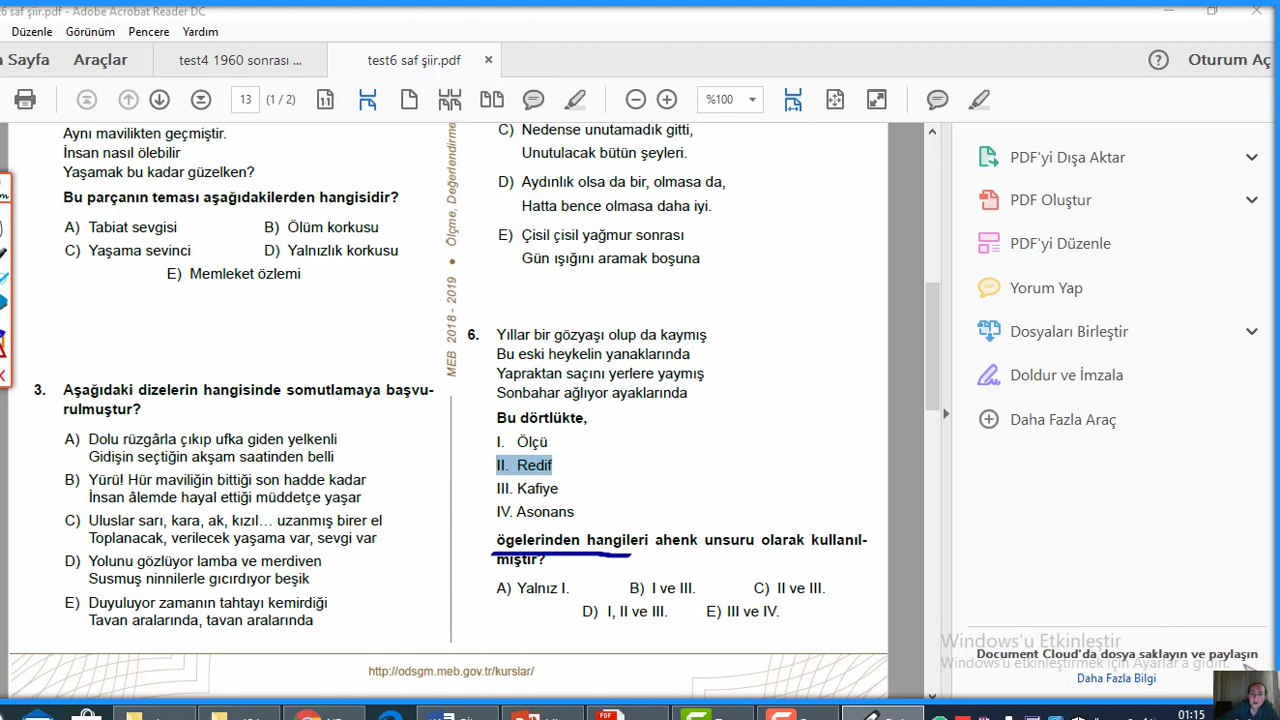 t6 saf şiir.pdf - Adobe Acrobat Reader DC
Düzenle Görünüm Pencere Yardım
Sayfa Araçlar test4 1960 sonrası ... test6 saf şiir.pdf × Oturum Aç
13 (1 / 2) %100
Aynı mavilikten geçmiştir.
İnsan nasıl ölebilir
Yaşamak bu kadar güzelken?
Bu parçanın teması aşağıdakilerden hangisidir?
A) Tabiat sevgisi B) Ölüm korkusu
C) Yaşama sevinci D) Yalnızlık korkusu
E) Memleket özlemi
3. Aşağıdaki dizelerin hangisinde somutlamaya başvu-
rulmuştur?
A) Dolu rüzgârla çıkıp ufka giden yelkenli
Gidişin seçtiğin akşam saatinden belli
B) Yürü! Hür maviliğin bittiği son hadde kadar
İnsan âlemde hayal ettiği müddetçe yaşar
C) Uluslar sarı, kara, ak, kızıl... uzanmış birer el
Toplanacak, verilecek yaşama var, sevgi var
D) Yolunu gözlüyor lamba ve merdiven
Susmuş ninnilerle gıcırdıyor beşik
E) Duyuluyor zamanın tahtayı kemirdiği
Tavan aralarında, tavan aralarında
MEB 2018 - 2019 ● Ölçme, Değerlendirme
C) Nedense unutamadık gitti,
Unutulacak bütün şeyleri.
D) Aydınlık olsa da bir, olmasa da,
Hatta bence olmasa daha iyi.
E) Çisil çisil yağmur sonrası
Gün ışığını aramak boşuna
6. Yıllar bir gözyaşı olup da kaymış
Bu eski heykelin yanaklarında
Yapraktan saçını yerlere yaymış
Sonbahar ağlıyor ayaklarında
Bu dörtlükte,
I. Ölçü
II. Redif
III. Kafiye
IV. Asonans
ögelerinden hangileri ahenk unsuru olarak kullanıl-
mıştır?
A) Yalnız I. B) I ve III. C) II ve III.
D) I, II ve III. E) III ve IV.
http://odsgm.meb.gov.tr/kurslar/
PDF'yi Dışa Aktar
PDF Oluştur
PDF'yi Düzenle
Yorum Yap
Dosyaları Birleştir
Doldur ve İmzala
Daha Fazla Araç
Windows'u Etkinleştir
Document Cloud'da dosya saklayın ve paylaşın
Windows'u etkinleştirmek için Ayarlar'a gidin.
Daha Fazla Bilgi
01:15